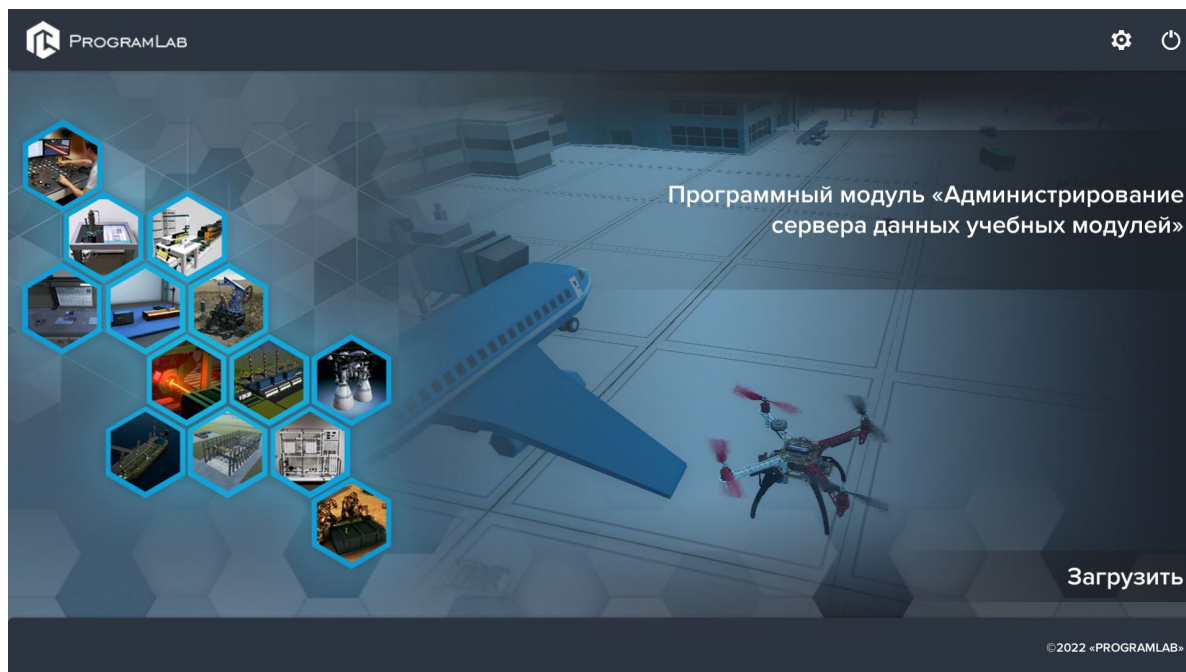 PROGRAMLAB
Программный модуль «Администрирование
сервера данных учебных модулей»
Загрузить
©2022 «PROGRAMLAB»